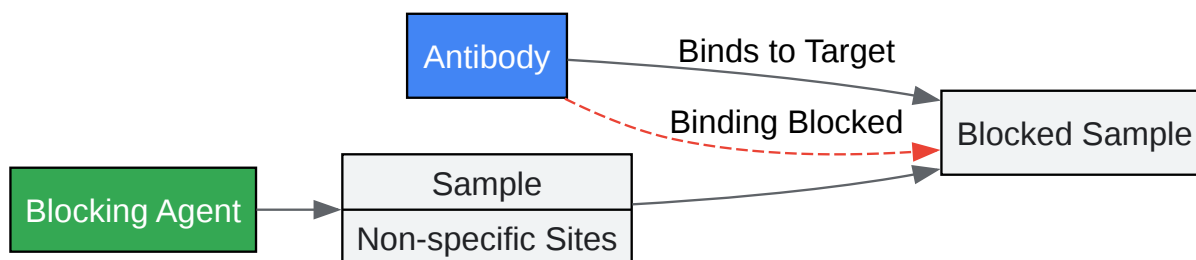 Antibody
Binds to Target
Binding Blocked
Blocked Sample
Blocking Agent
Sample
Non-specific Sites